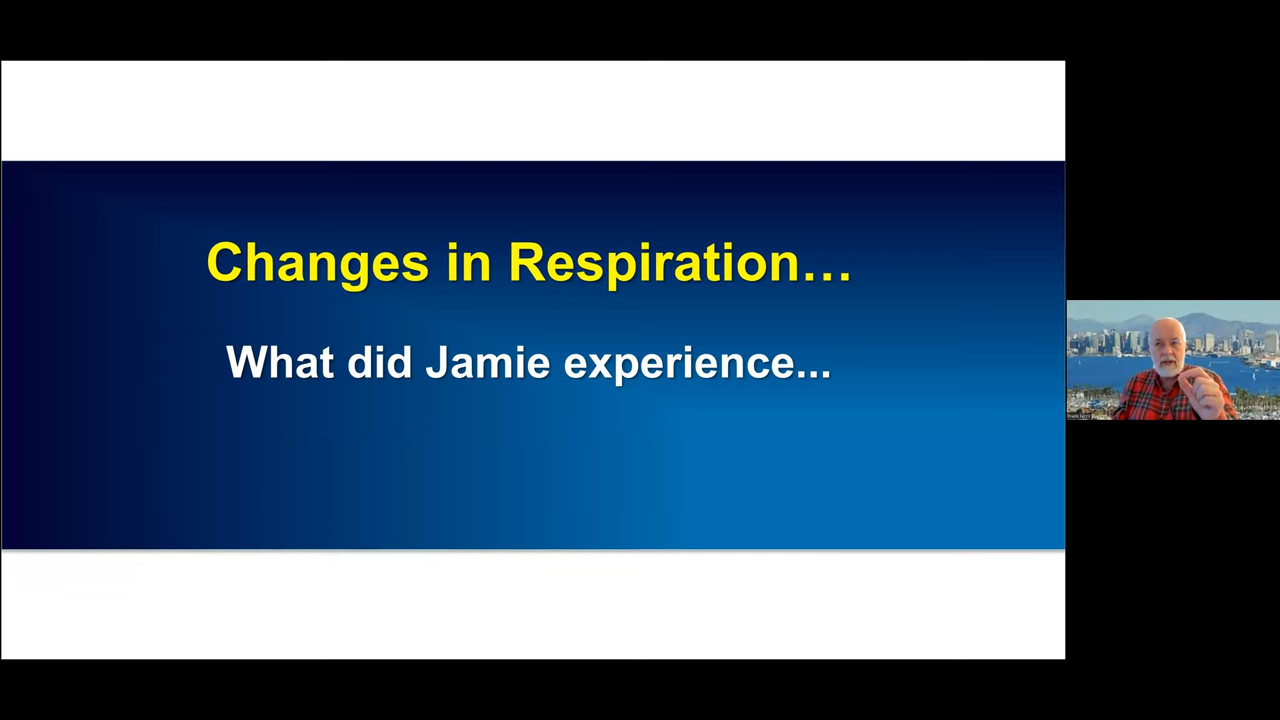 Changes in Respiration…
What did Jamie experience...